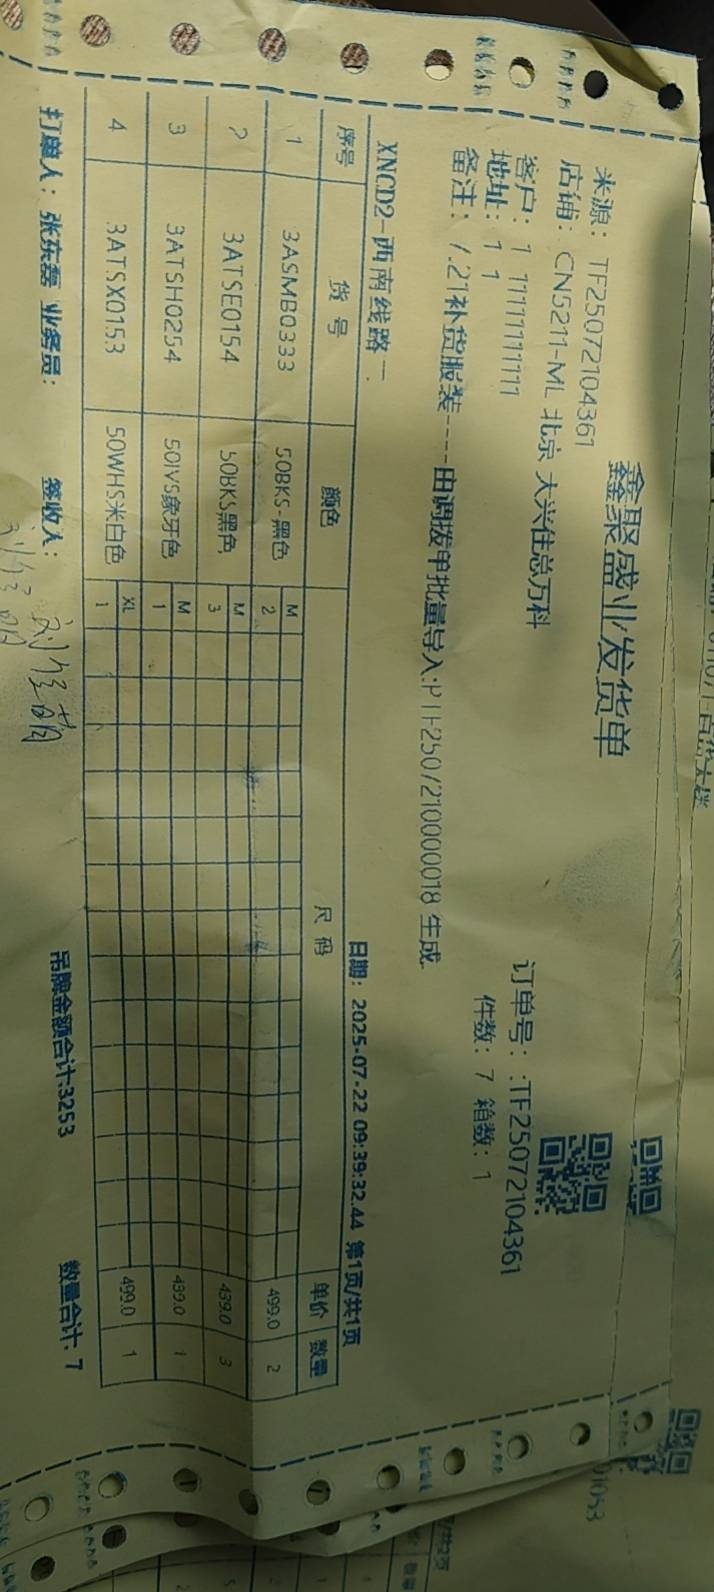 鑫聚盛业发货单
来源：TF25072104361
店铺：CN5211-ML 北京 大兴住总万科
订单号：:TF25072104361
客户：1 11111111111
件数：7 箱数：1
地址：1 1
备注：7.21补货服装---由调拨单批量导入:PTF250721000018 生成.
XNCD2-西南线路一.
日期：2025-07-22 09:39:32.44 第1页/共1页
序号 货号 颜色 尺码 单价 数量
1 3ASMB0333 50BKS 黑色 M 2 499.0 2
2 3ATSE0154 50BKS黑色 M 3 439.0 3
3 3ATSH0254 50IVS象牙色 M 1 439.0 1
4 3ATSX0153 50WHS米白色 XL 1 499.0 1
打单人：张东磊 业务员： 签收人： 吊牌金额合计:3253 数量合计: 7